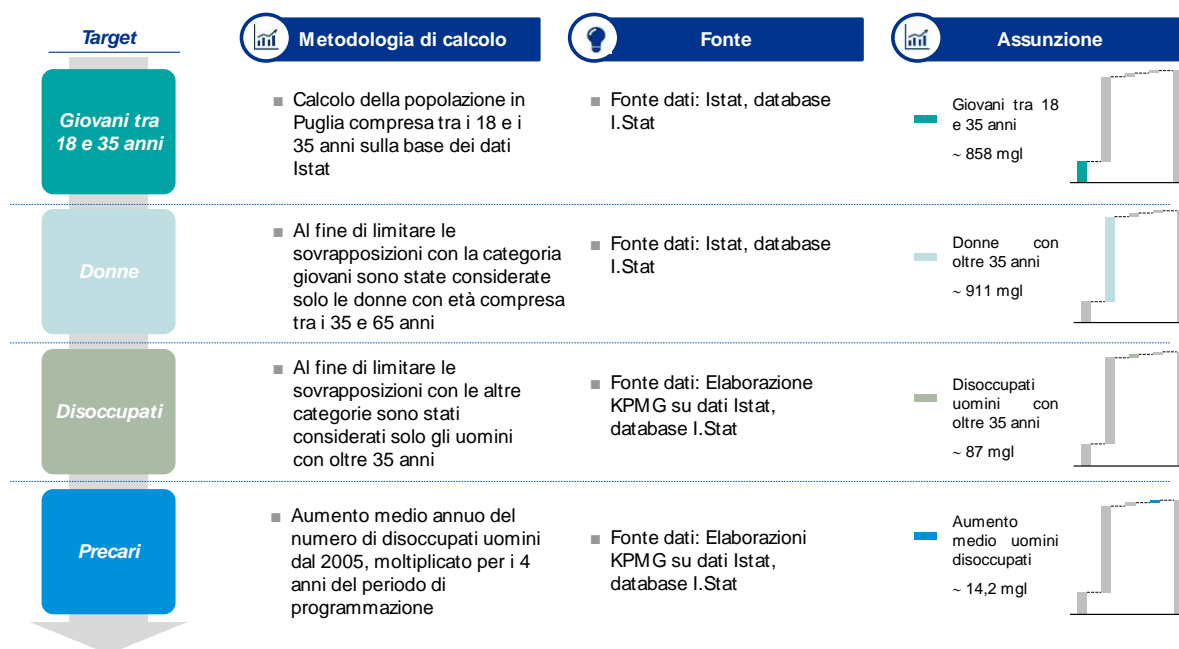 Target
Metodologia di calcolo
Fonte
Assunzione
Giovani tra
18 e 35 anni
■ Calcolo della popolazione in
Puglia compresa tra i 18 e i
35 anni sulla base dei dati
Istat
■ Fonte dati: Istat, database
I.Stat
Giovani tra 18
e 35 anni
~ 858 mgl
Donne
■ Al fine di limitare le
sovrapposizioni con la categoria
giovani sono state considerate
solo le donne con età compresa
tra i 35 e 65 anni
■ Fonte dati: Istat, database
I.Stat
Donne con
oltre 35 anni
~ 911 mgl
Disoccupati
■ Al fine di limitare le
sovrapposizioni con le altre
categorie sono stati
considerati solo gli uomini
con oltre 35 anni
■ Fonte dati: Elaborazione
KPMG su dati Istat,
database I.Stat
Disoccupati
uomini con
oltre 35 anni
~ 87 mgl
Precari
■ Aumento medio annuo del
numero di disoccupati uomini
dal 2005, moltiplicato per i 4
anni del periodo di
programmazione
■ Fonte dati: Elaborazioni
KPMG su dati Istat,
database I.Stat
Aumento
medio uomini
disoccupati
~ 14,2 mgl